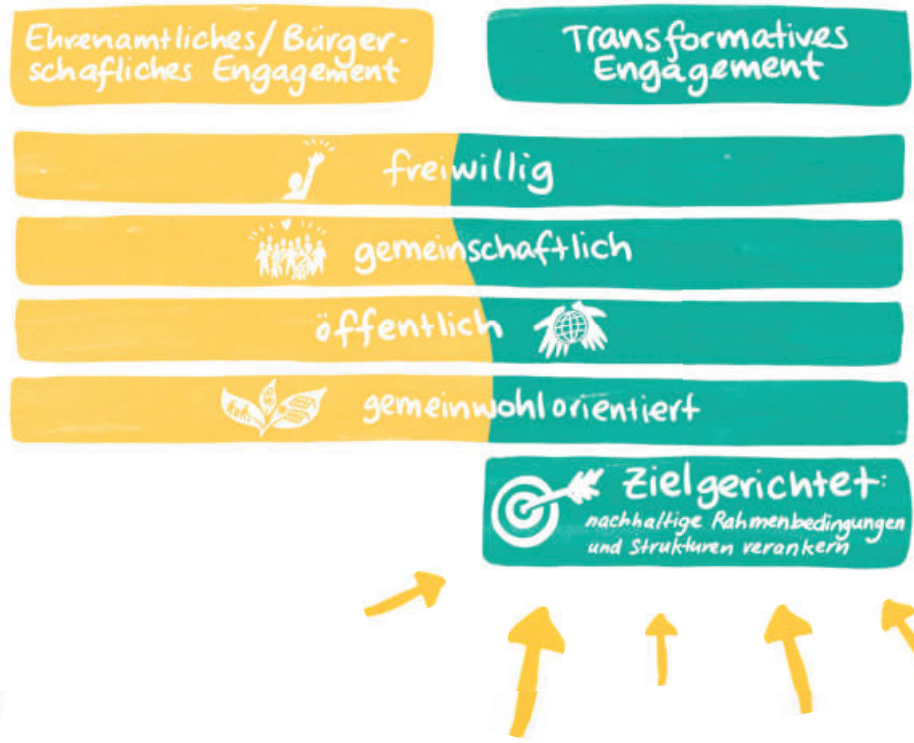 Ehrenamtliches/Bürger-
schafliches Engagement
Transformatives
Engagement
freiwillig
gemeinschaftlich
öffentlich
gemeinwohlorientiert
Zielgerichtet:
nachhaltige Rahmenbedingungen
und Strukturen verankern